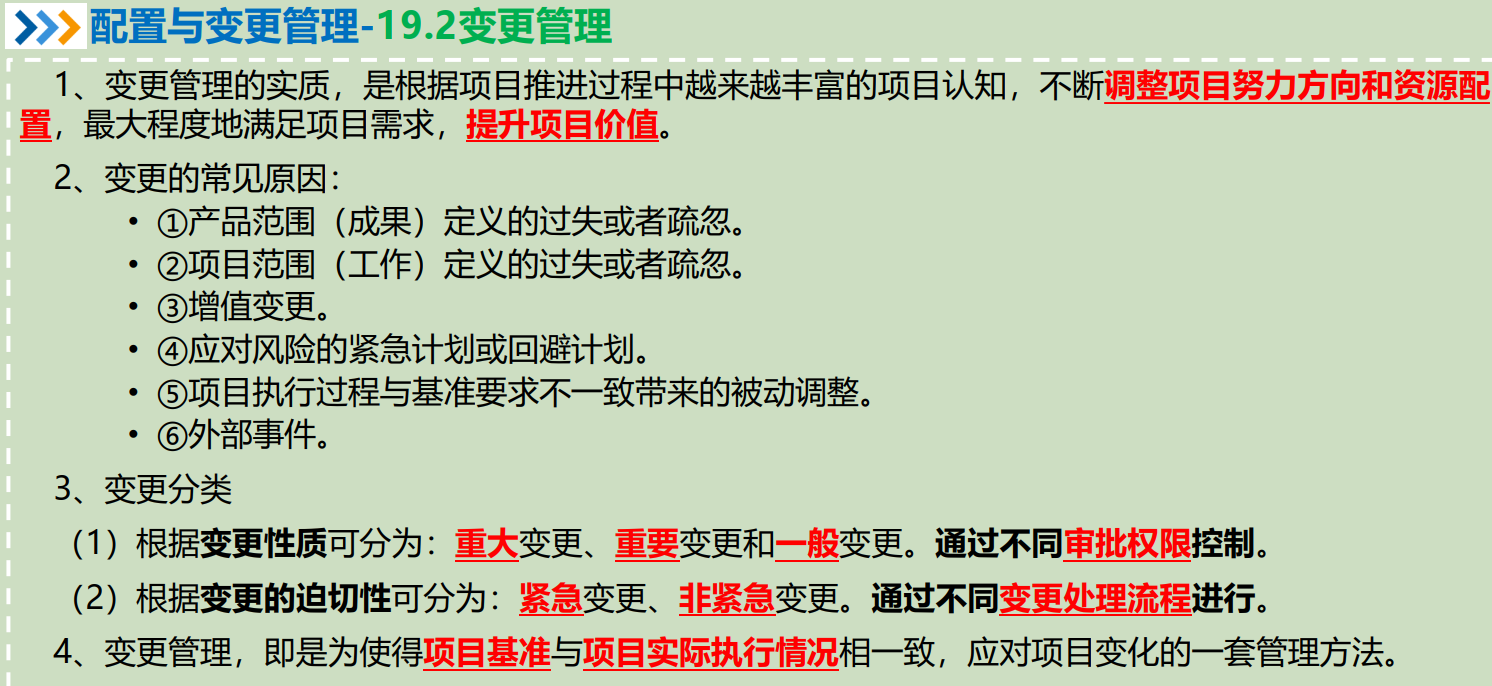 配置与变更管理-19.2变更管理
1、变更管理的实质，是根据项目推进过程中越来越丰富的项目认知，不断调整项目努力方向和资源配
置，最大程度地满足项目需求，提升项目价值。
2、变更的常见原因：
• ①产品范围（成果）定义的过失或者疏忽。
• ②项目范围（工作）定义的过失或者疏忽。
• ③增值变更。
• ④应对风险的紧急计划或回避计划。
• ⑤项目执行过程与基准要求不一致带来的被动调整。
• ⑥外部事件。
3、变更分类
（1）根据变更性质可分为：重大变更、重要变更和一般变更。通过不同审批权限控制。
（2）根据变更的迫切性可分为：紧急变更、非紧急变更。通过不同变更处理流程进行。
4、变更管理，即是为使得项目基准与项目实际执行情况相一致，应对项目变化的一套管理方法。